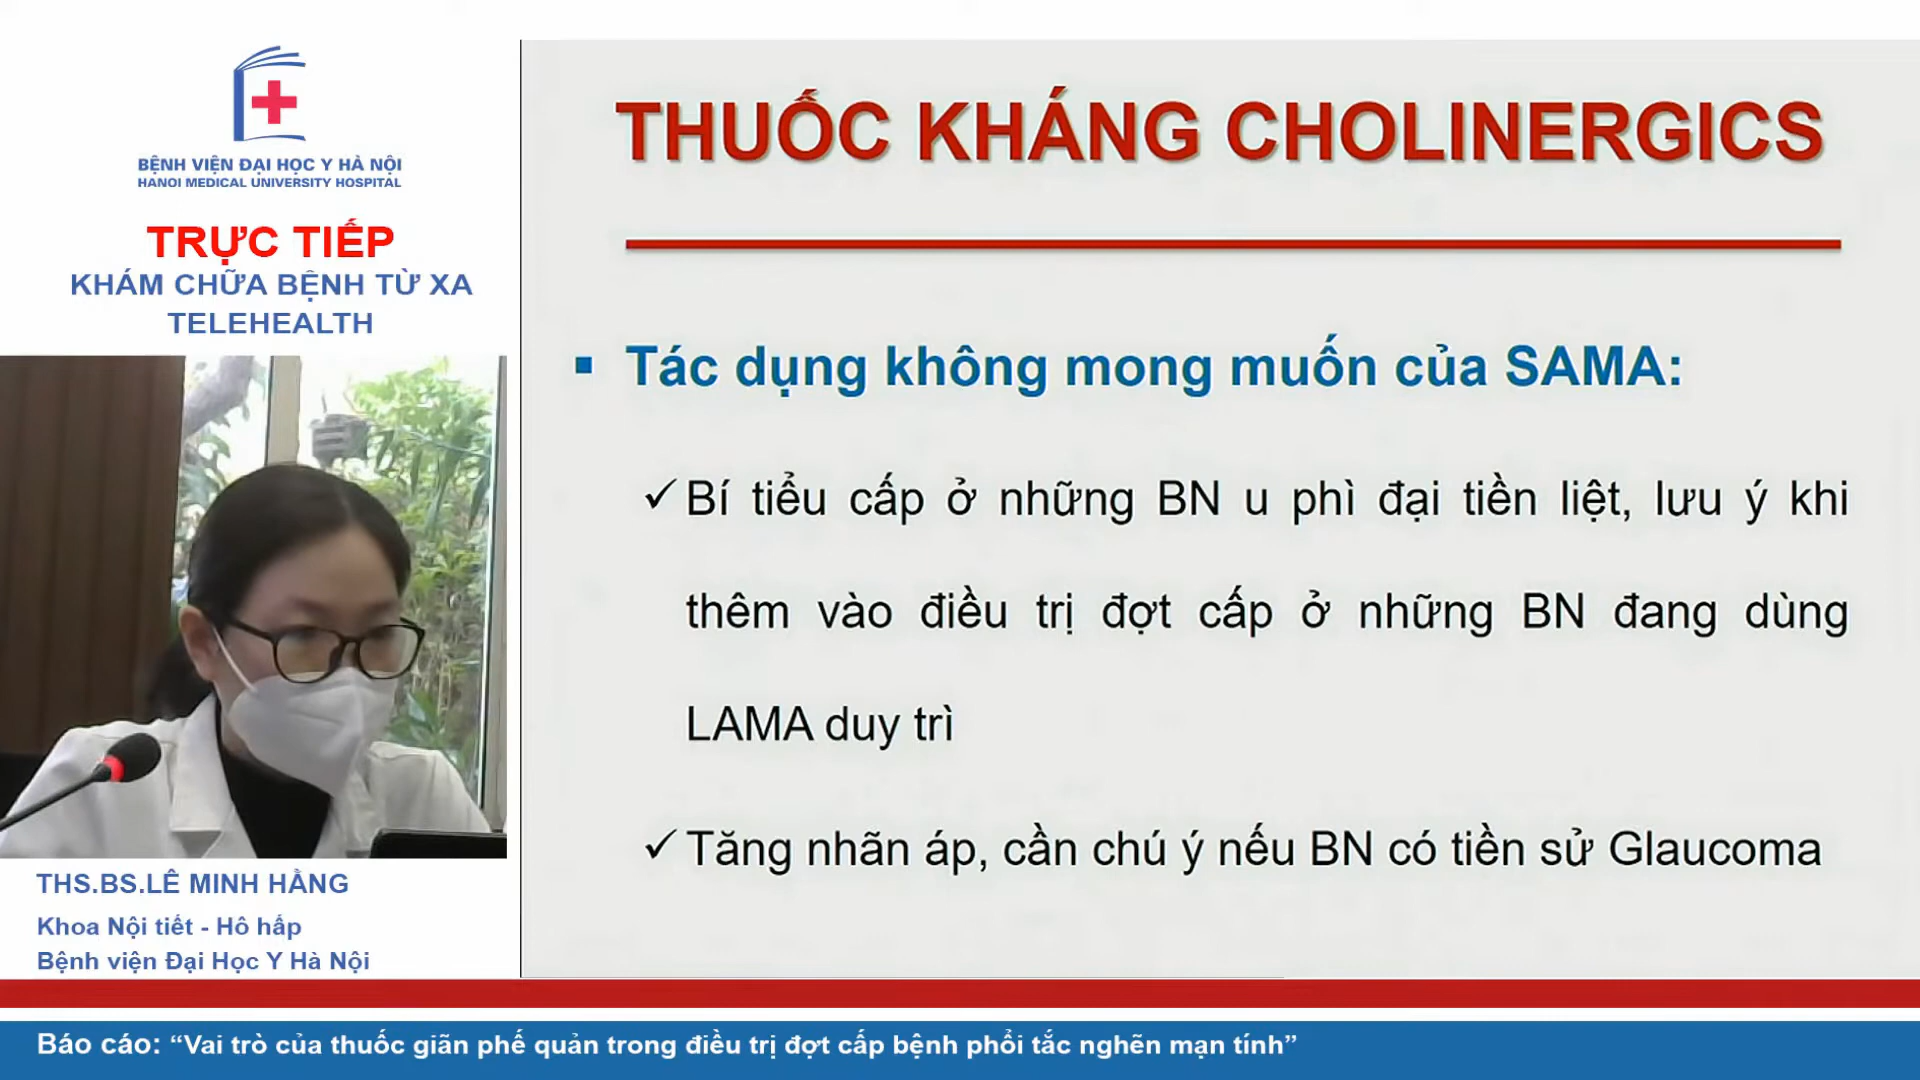 BỆNH VIỆN ĐẠI HỌC Y HÀ NỘI
HANOI MEDICAL UNIVERSITY HOSPITAL
TRỰC TIẾP
KHÁM CHỮA BỆNH TỪ XA
TELEHEALTH
THS.BS.LÊ MINH HẰNG
Khoa Nội tiết - Hô hấp
Bệnh viện Đại Học Y Hà Nội
THUỐC KHÁNG CHOLINERGICS
▪ Tác dụng không mong muốn của SAMA:
✓ Bí tiểu cấp ở những BN u phì đại tiền liệt, lưu ý khi
thêm vào điều trị đợt cấp ở những BN đang dùng
LAMA duy trì
✓ Tăng nhãn áp, cần chú ý nếu BN có tiền sử Glaucoma
Báo cáo: “Vai trò của thuốc giãn phế quản trong điều trị đợt cấp bệnh phổi tắc nghẽn mạn tính”